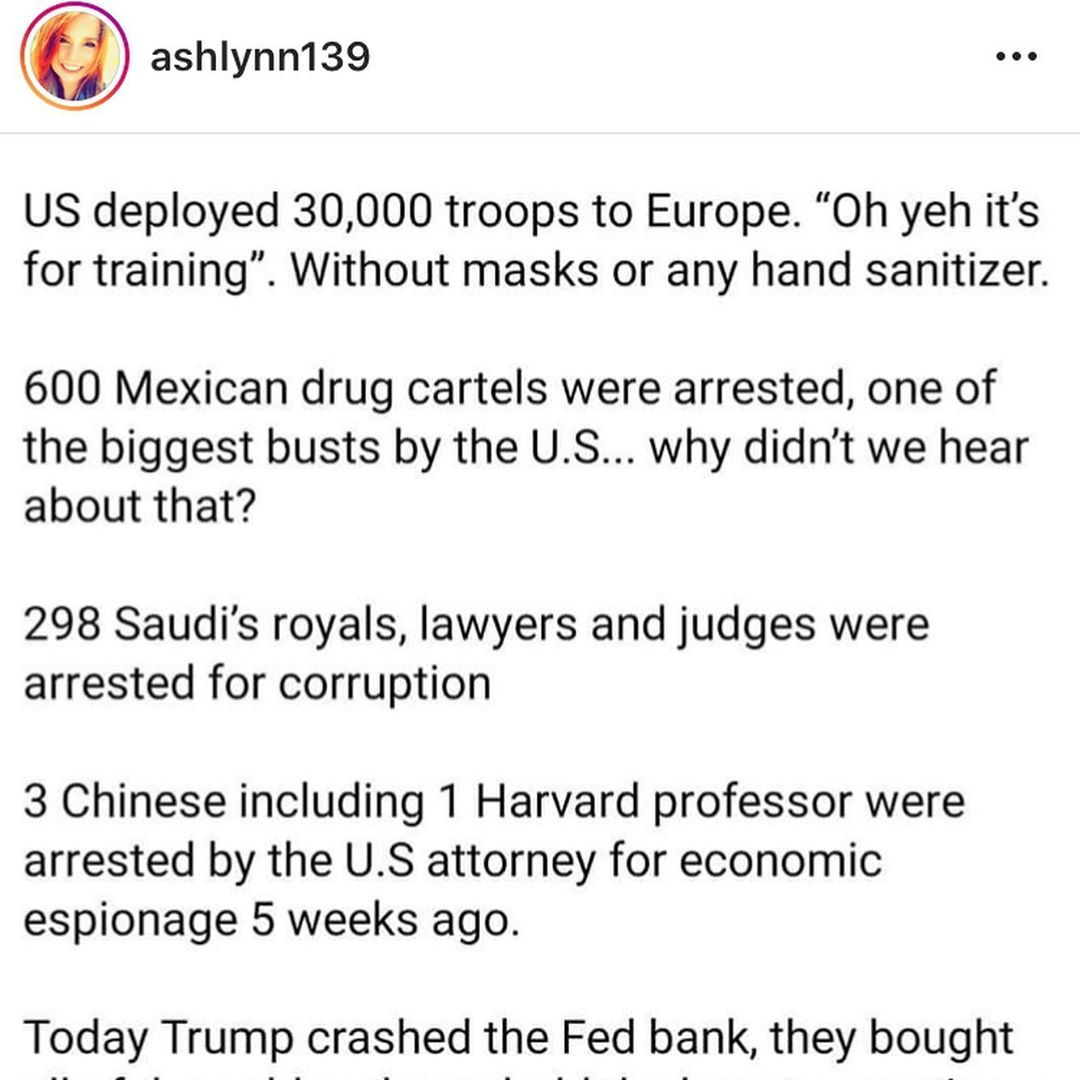 ashlynn139
US deployed 30,000 troops to Europe. “Oh yeh it’s
for training”. Without masks or any hand sanitizer.
600 Mexican drug cartels were arrested, one of
the biggest busts by the U.S... why didn’t we hear
about that?
298 Saudi’s royals, lawyers and judges were
arrested for corruption
3 Chinese including 1 Harvard professor were
arrested by the U.S attorney for economic
espionage 5 weeks ago.
Today Trump crashed the Fed bank, they bought